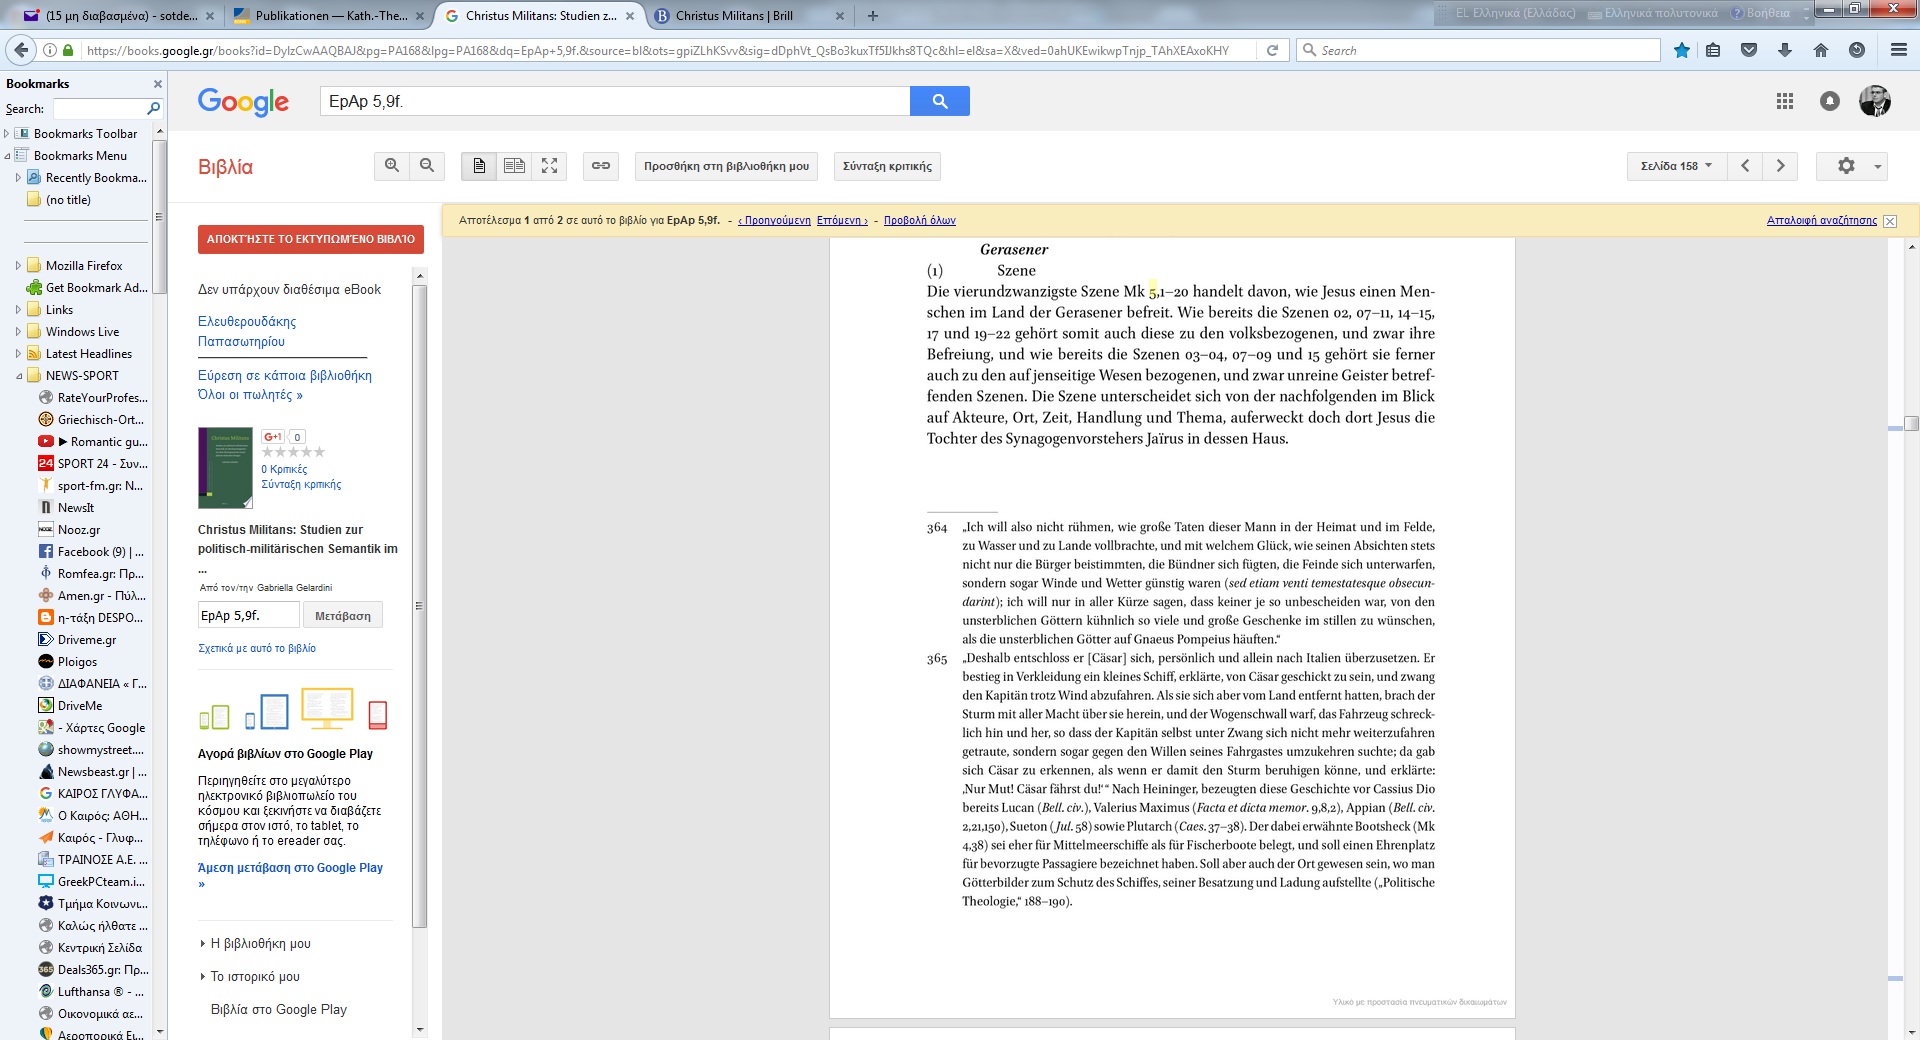 (15 μη διαβασμένα) - sotde...
Publikationen — Kath.-The...
Christus Militans: Studien z...
Christus Militans | Brill
EL Ελληνικά (Ελλάδας)
Ελληνικά πολυτονικά
Βοήθεια
https://books.google.gr/books?id=DylzCwAAQBAJ&pg=PA168&lpg=PA168&dq=EpAp+5,9f.&source=bl&ots=gpiZLhKSvv&sig=dDphVt_QsBo3kuxTf5IJkhs8TQc&hl=el&sa=X&ved=0ahUKEwikwpTnjp_TAhXEAxoKHY
Search
Bookmarks
Search:
Bookmarks Toolbar
Bookmarks Menu
Recently Bookma...
(no title)
Mozilla Firefox
Get Bookmark Ad...
Links
Windows Live
Latest Headlines
NEWS-SPORT
RateYourProfes...
Griechisch-Ort...
▶ Romantic gu...
SPORT 24 - Συν...
sport-fm.gr: Ν...
NewsIt
Nooz.gr
Facebook (9) | ...
Romfea.gr: Πρ...
Amen.gr - Πύλ...
η-τάξη DESPO...
Driveme.gr
Ploigos
ΔΙΑΦΑΝΕΙΑ « Γ...
DriveMe
- Χάρτες Google
showmystreet....
Newsbeast.gr | ...
ΚΑΙΡΟΣ ΓΛΥΦΑ...
Ο Καιρός: ΑΘΗ...
Καιρός - Γλυφ...
ΤΡΑΙΝΟΣΕ Α.Ε. ...
GreekPCteam.i...
Τμήμα Κοινωνι...
Καλώς ήλθατε ...
Κεντρική Σελίδα
Deals365.gr: Πρ...
Lufthansa ® - ...
Οικονομικά αε...
Αεροπορικά Ει...
Google
EpAp 5,9f.
Βιβλία
Προσθήκη στη βιβλιοθήκη μου
Σύνταξη κριτικής
Σελίδα 158
Αποτέλεσμα 1 από 2 σε αυτό το βιβλίο για EpAp 5,9f. - ‹ Προηγούμενη Επόμενη › - Προβολή όλων
Απαλοιφή αναζήτησης
ΑΠΟΚΤΉΣΤΕ ΤΟ ΕΚΤΥΠΩΜΈΝΟ ΒΙΒΛΊΟ
Δεν υπάρχουν διαθέσιμα eBook
Ελευθερουδάκης
Παπασωτηρίου
Εύρεση σε κάποια βιβλιοθήκη
Όλοι οι πωλητές »
G+1 0
0 Κριτικές
Σύνταξη κριτικής
Christus Militans: Studien zur
politisch-militärischen Semantik im
...
Από τον/την Gabriella Gelardini
EpAp 5,9f.
Μετάβαση
Σχετικά με αυτό το βιβλίο
Αγορά βιβλίων στο Google Play
Περιηγηθείτε στο μεγαλύτερο
ηλεκτρονικό βιβλιοπωλείο του
κόσμου και ξεκινήστε να διαβάζετε
σήμερα στον ιστό, το tablet, το
τηλέφωνο ή το ereader σας.
Άμεση μετάβαση στο Google Play
»
Η βιβλιοθήκη μου
Το ιστορικό μου
Βιβλία στο Google Play
Gerasener
(1) Szene
Die vierundzwanzigste Szene Mk 5,1–20 handelt davon, wie Jesus einen Men-
schen im Land der Gerasener befreit. Wie bereits die Szenen 02, 07–11, 14–15,
17 und 19–22 gehört somit auch diese zu den volksbezogenen, und zwar ihre
Befreiung, und wie bereits die Szenen 03–04, 07–09 und 15 gehört sie ferner
auch zu den auf jenseitige Wesen bezogenen, und zwar unreine Geister betref-
fenden Szenen. Die Szene unterscheidet sich von der nachfolgenden im Blick
auf Akteure, Ort, Zeit, Handlung und Thema, auferweckt doch dort Jesus die
Tochter des Synagogenvorstehers Jaïrus in dessen Haus.
364 „Ich will also nicht rühmen, wie große Taten dieser Mann in der Heimat und im Felde,
zu Wasser und zu Lande vollbrachte, und mit welchem Glück, wie seinen Absichten stets
nicht nur die Bürger beistimmten, die Bündner sich fügten, die Feinde sich unterwarfen,
sondern sogar Winde und Wetter günstig waren (sed etiam venti temestatesque obsecun-
darint); ich will nur in aller Kürze sagen, dass keiner je so unbescheiden war, von den
unsterblichen Göttern kühnlich so viele und große Geschenke im stillen zu wünschen,
als die unsterblichen Götter auf Gnaeus Pompeius häuften.“
365 „Deshalb entschloss er [Cäsar] sich, persönlich und allein nach Italien überzusetzen. Er
bestieg in Verkleidung ein kleines Schiff, erklärte, von Cäsar geschickt zu sein, und zwang
den Kapitän trotz Wind abzufahren. Als sie sich aber vom Land entfernt hatten, brach der
Sturm mit aller Macht über sie herein, und der Wogenschwall warf, das Fahrzeug schreck-
lich hin und her, so dass der Kapitän selbst unter Zwang sich nicht mehr weiterzufahren
getraute, sondern sogar gegen den Willen seines Fahrgastes umzukehren suchte; da gab
sich Cäsar zu erkennen, als wenn er damit den Sturm beruhigen könne, und erklärte:
‚Nur Mut! Cäsar fährst du!‘“ Nach Heininger, bezeugten diese Geschichte vor Cassius Dio
bereits Lucan (Bell. civ.), Valerius Maximus (Facta et dicta memor. 9,8,2), Appian (Bell. civ.
2,21,150), Sueton (Jul. 58) sowie Plutarch (Caes. 37–38). Der dabei erwähnte Bootsheck (Mk
4,38) sei eher für Mittelmeerschiffe als für Fischerboote belegt, und soll einen Ehrenplatz
für bevorzugte Passagiere bezeichnet haben. Soll aber auch der Ort gewesen sein, wo man
Götterbilder zum Schutz des Schiffes, seiner Besatzung und Ladung aufstellte („Politische
Theologie,“ 188–190).
Υλικό με προστασία πνευματικών δικαιωμάτων